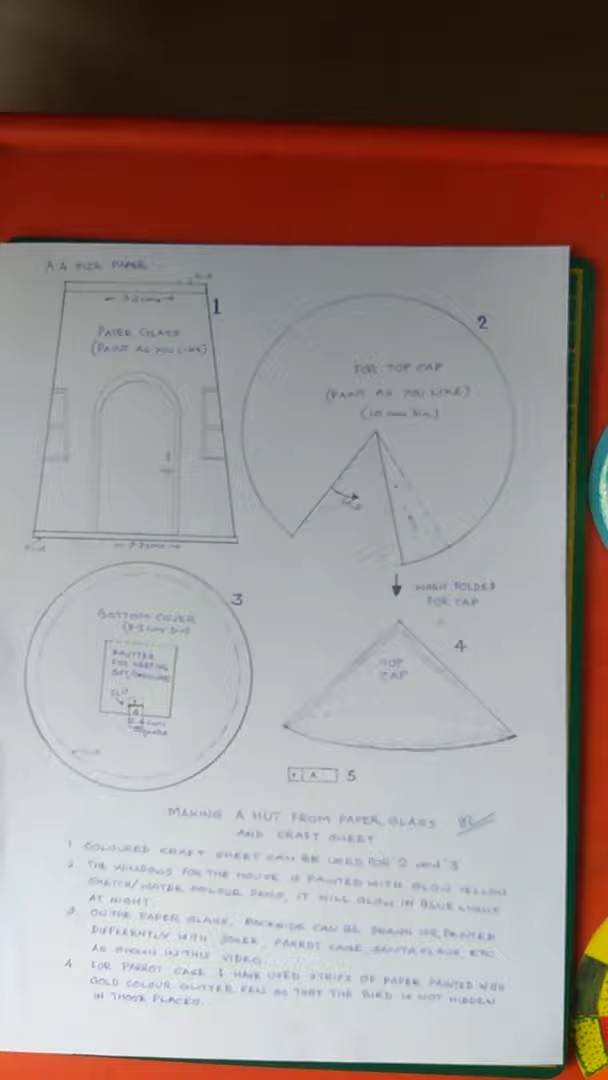 A4 SIZE PAPER
1
PAPER GLASS
(PAINT AS YOU LIKE)
2
FOR TOP CAP
(PAINT AS YOU LIKE)
3
BOTTOM COVER
SHUTTER
FOR KEEPING
A
WHEN FOLDED
FOR CAP
4
TOP
CAP
A
5
MAKING A HUT FROM PAPER GLASS
AND CRAFT SHEET
1 COLOURED CRAFT SHEET CAN BE USED FOR '2' and '3'
2 THE WINDOWS FOR THE HOUSE IS PAINTED WITH GLOW YELLOW
SKETCH/WATER COLOUR PENS, IT WILL GLOW IN BLUE LIGHT
AT NIGHT.
3 ON THE PAPER GLASS, BACKSIDE CAN BE DRAWN OR PAINTED
DIFFERENTLY WITH JOKER, PARROT CAGE, SANTA CLAUS, ETC
AS SHOWN IN THIS VIDEO
4 FOR PARROT CAGE I HAVE USED STRIPS OF PAPER PAINTED WITH
GOLD COLOUR GLITTER PEN SO THAT THE BIRD IS NOT HIDDEN
IN THOSE PLACES.